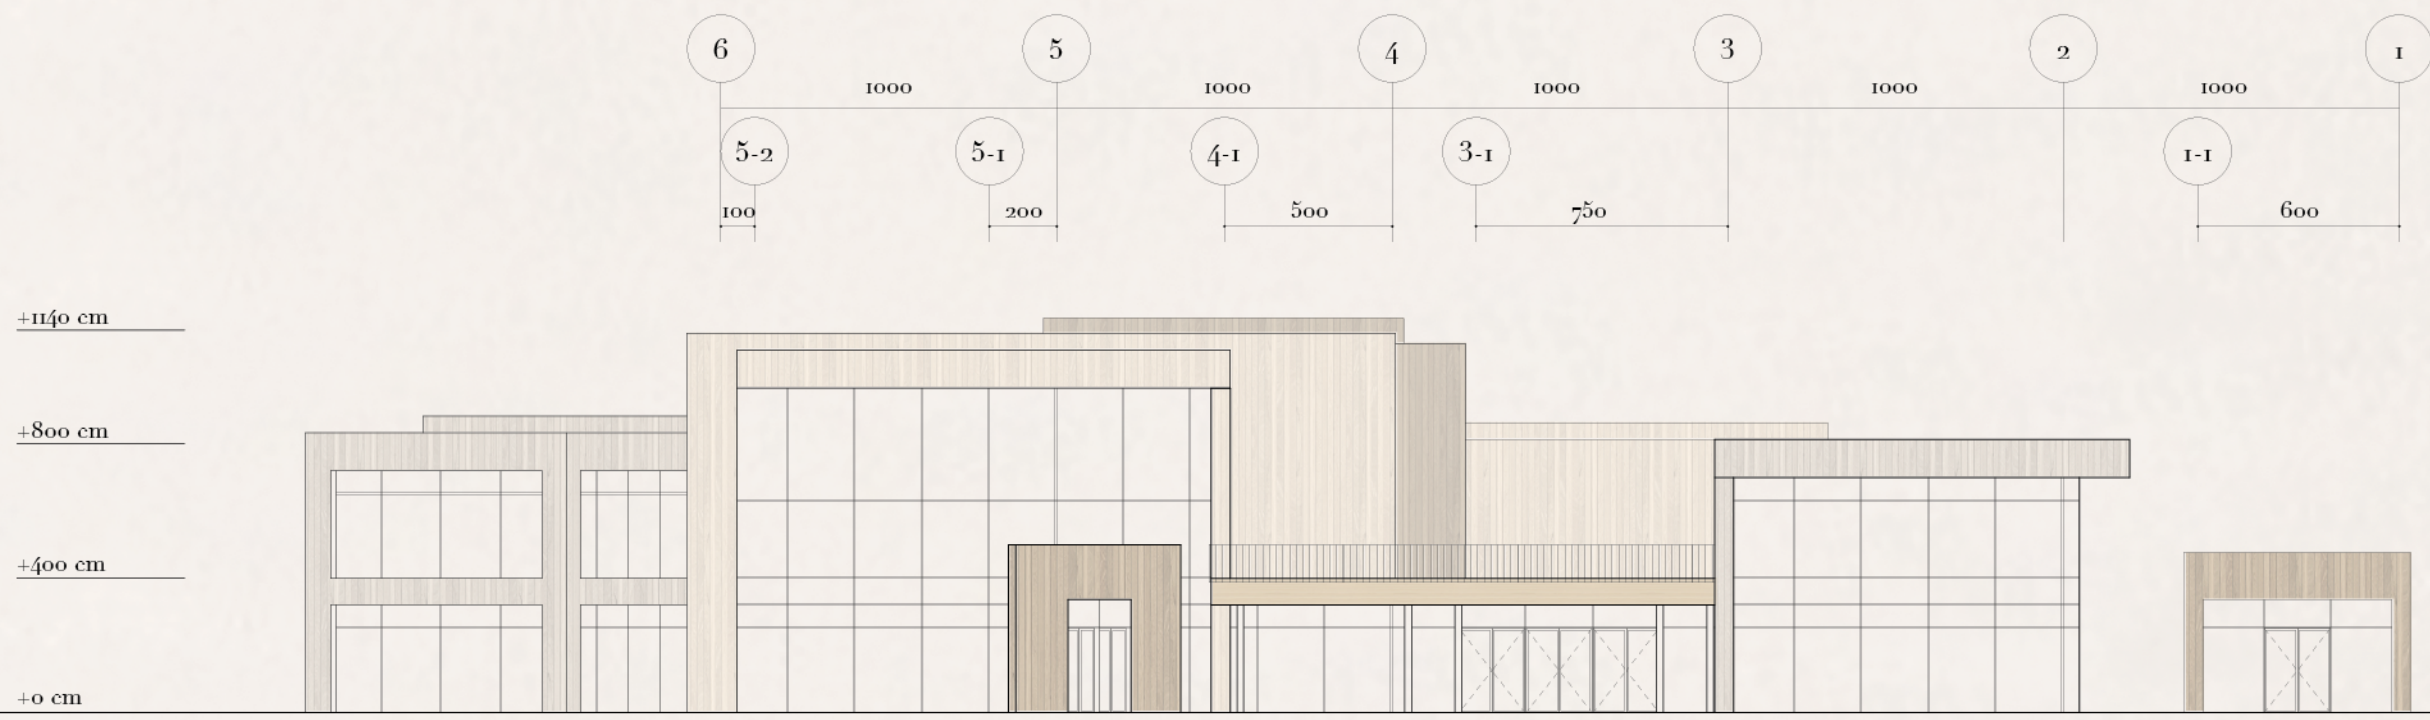 6 5 4 3 2 1
1000 1000 1000 1000 1000
5-2 5-1 4-1 3-1 1-1
100 200 500 750 600
+1140 cm
+800 cm
+400 cm
+0 cm